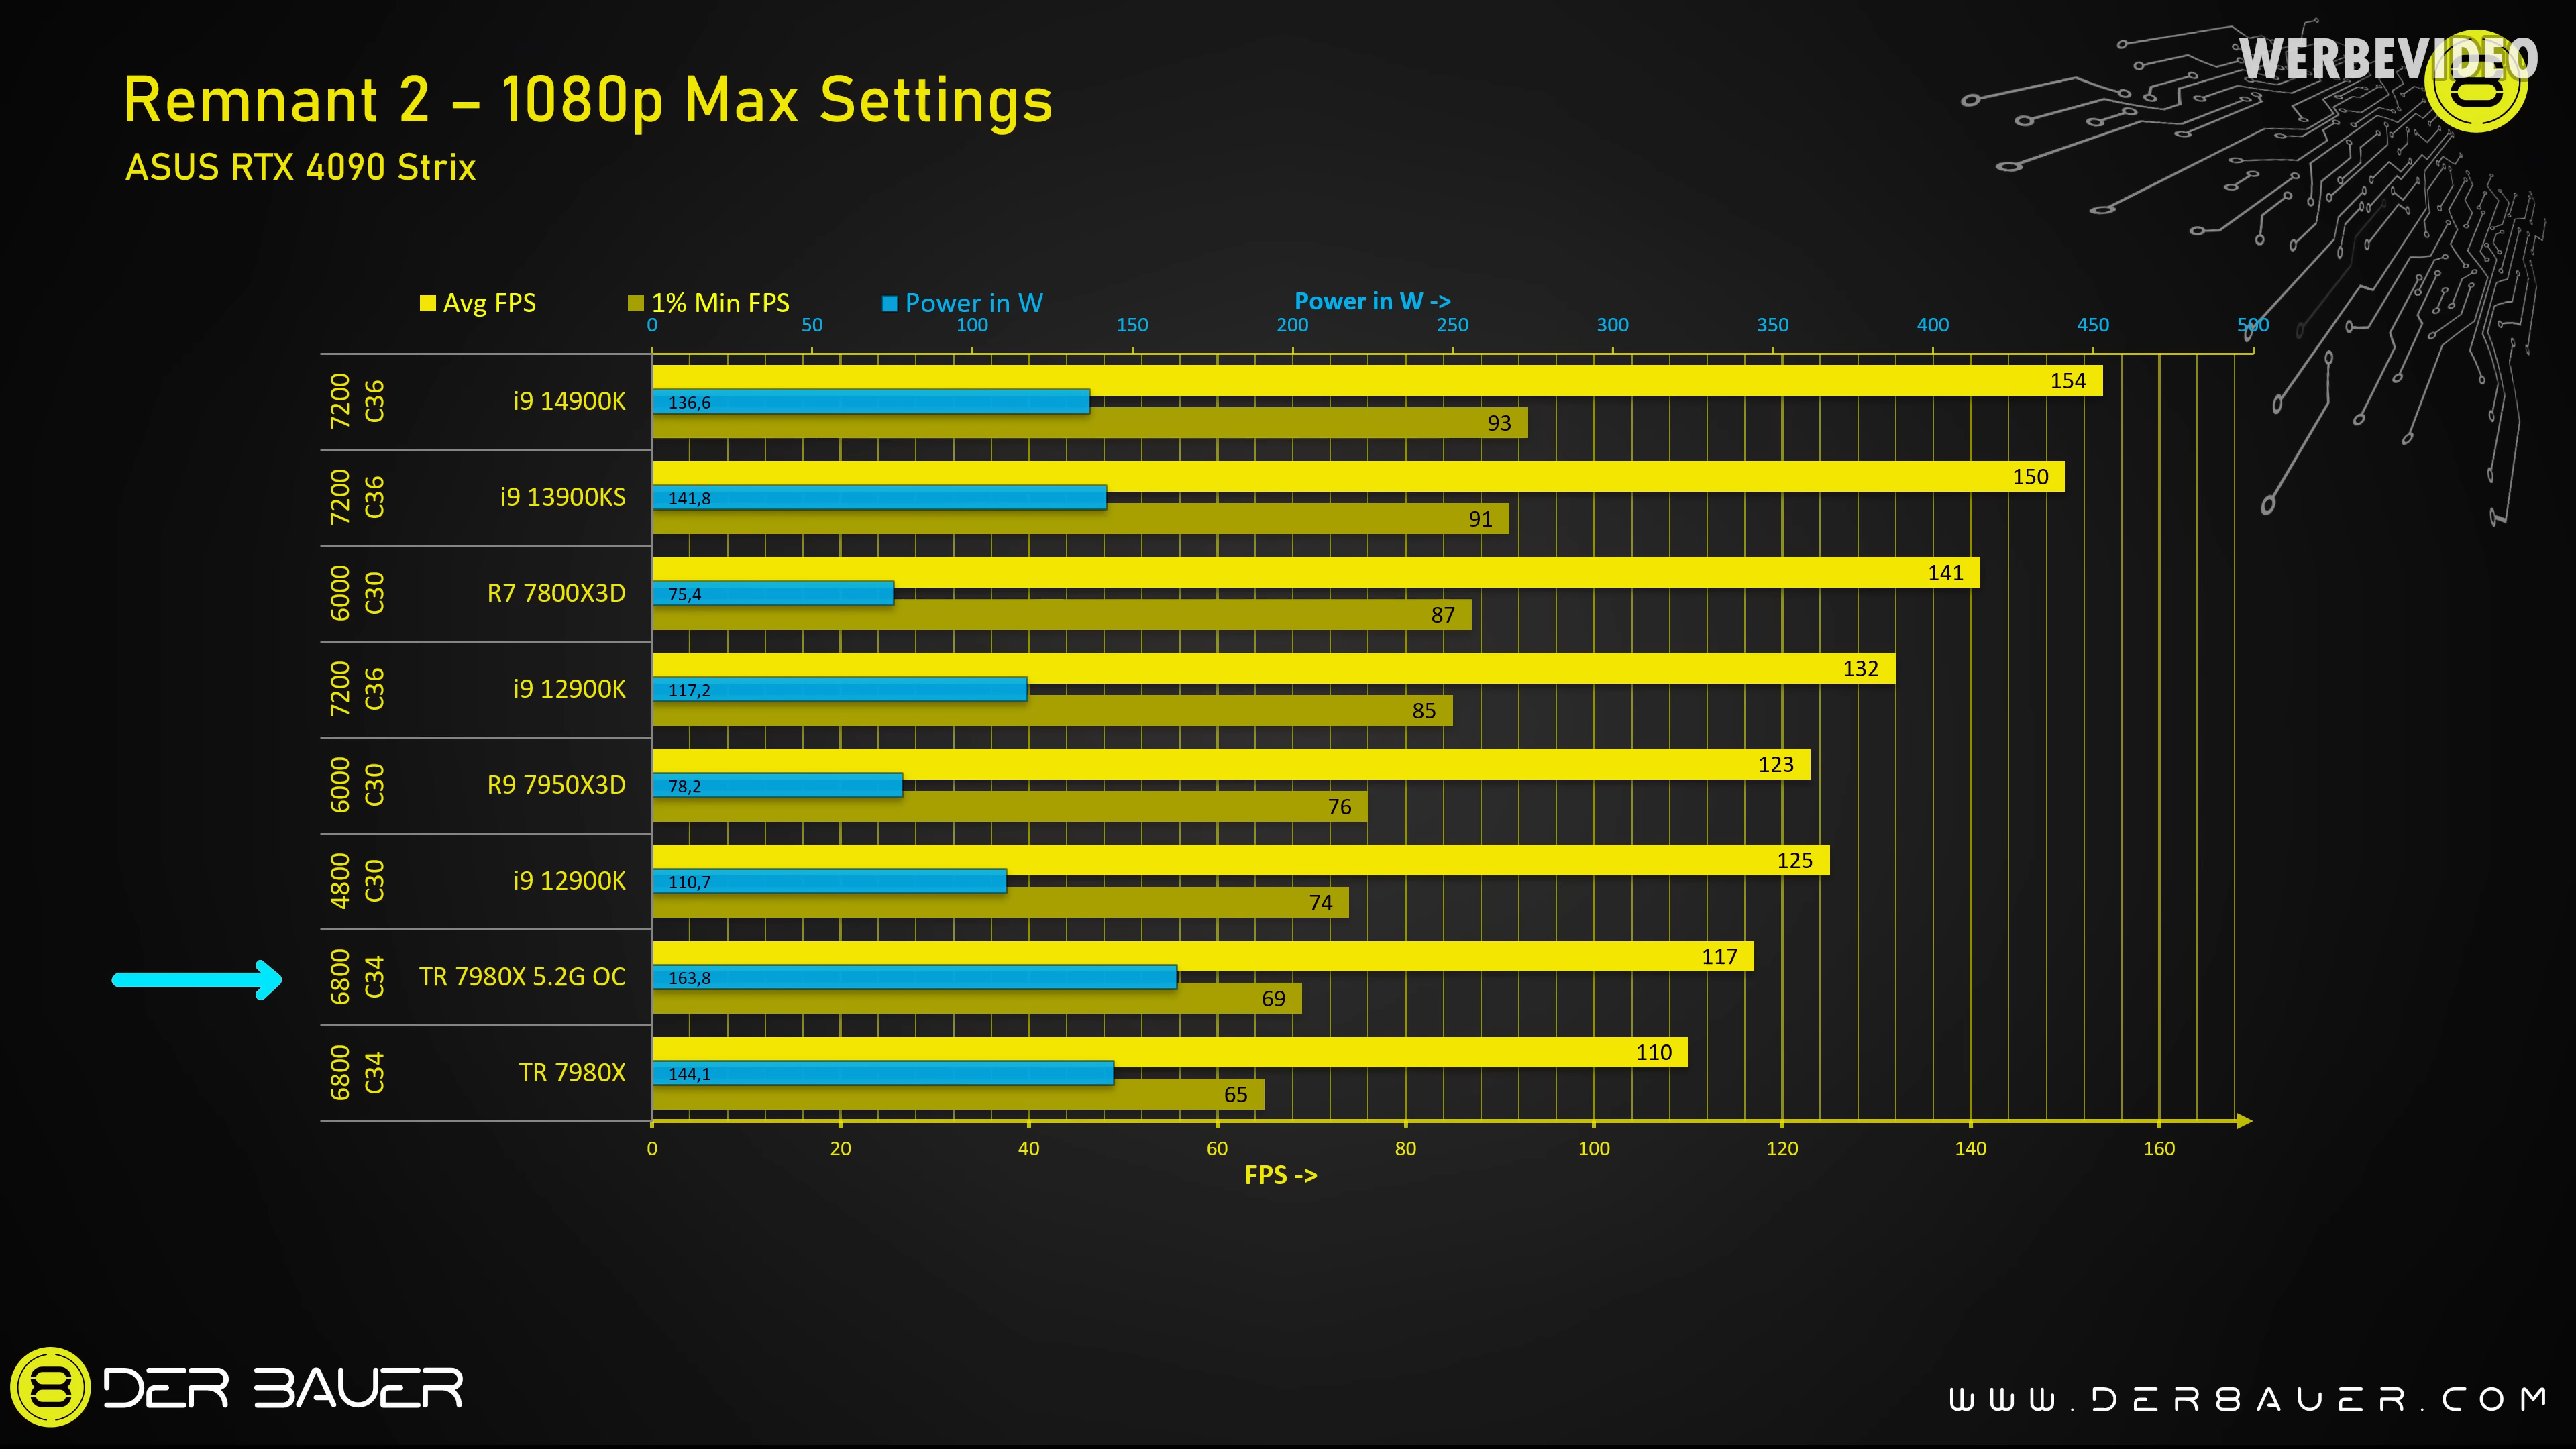 WERBEVIDEO
Remnant 2 – 1080p Max Settings
ASUS RTX 4090 Strix
Avg FPS 1% Min FPS Power in W Power in W ->
0 50 100 150 200 250 300 350 400 450 500
7200 C36 i9 14900K 154 136,6 93
7200 C36 i9 13900KS 150 141,8 91
6000 C30 R7 7800X3D 141 75,4 87
7200 C36 i9 12900K 132 117,2 85
6000 C30 R9 7950X3D 123 78,2 76
4800 C30 i9 12900K 125 110,7 74
6800 C34 TR 7980X 5.2G OC 117 163,8 69
6800 C34 TR 7980X 110 144,1 65
0 20 40 60 80 100 120 140 160
FPS ->
DER 8AUER
WWW.DER8AUER.COM